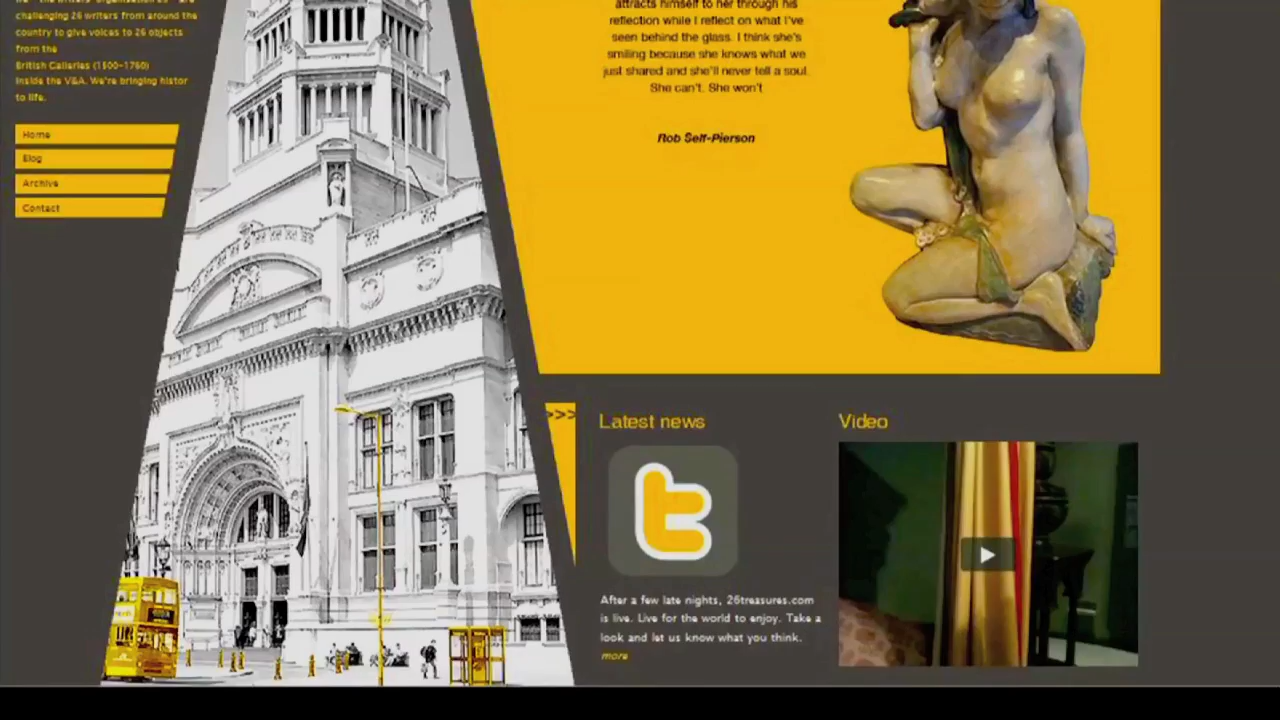 challenging 26 writers from around the
country to give voices to 26 objects
from the
British Galleries (1500–1760)
inside the V&A. We're bringing histor
to life.
Home
Blog
Archive
Contact
attracts himself to her through his
reflection while I reflect on what I've
seen behind the glass. I think she's
smiling because she knows what we
just shared and she'll never tell a soul.
She can't. She won't
Rob Self-Pierson
>>>
Latest news
t
After a few late nights, 26treasures.com
is live. Live for the world to enjoy. Take a
look and let us know what you think.
more
Video